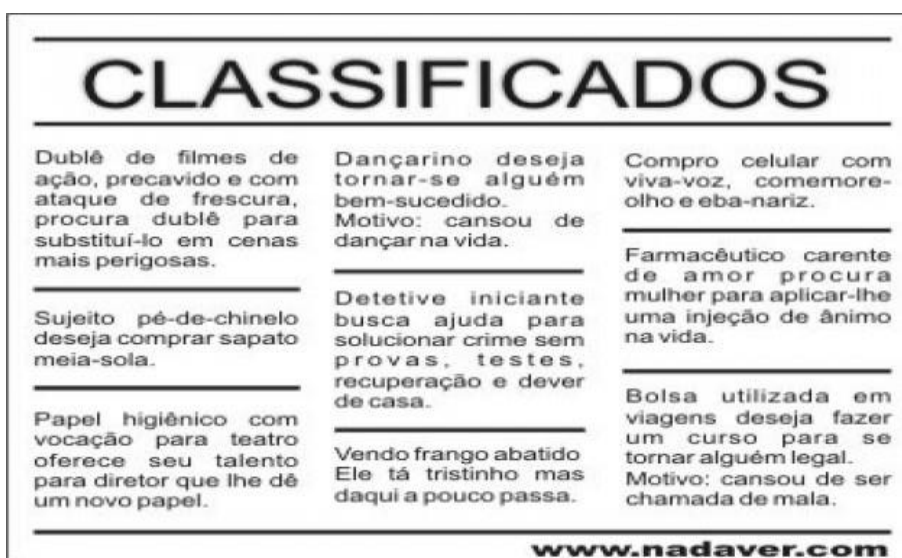 CLASSIFICADOS
Dublê de filmes de
ação, precavido e com
ataque de frescura,
procura dublê para
substituí-lo em cenas
mais perigosas.
Sujeito pé-de-chinelo
deseja comprar sapato
meia-sola.
Papel higiênico com
vocação para teatro
oferece seu talento
para diretor que lhe dê
um novo papel.
Dançarino deseja
tornar-se alguém
bem-sucedido.
Motivo: cansou de
dançar na vida.
Detetive iniciante
busca ajuda para
solucionar crime sem
provas, testes,
recuperação e dever
de casa.
Vendo frango abatido
Ele tá tristinho mas
daqui a pouco passa.
Compro celular com
viva-voz, comemore-
olho e eba-nariz.
Farmacêutico carente
de amor procura
mulher para aplicar-lhe
uma injeção de ânimo
na vida.
Bolsa utilizada em
viagens deseja fazer
um curso para se
tornar alguém legal.
Motivo: cansou de ser
chamada de mala.
www.nadaver.com